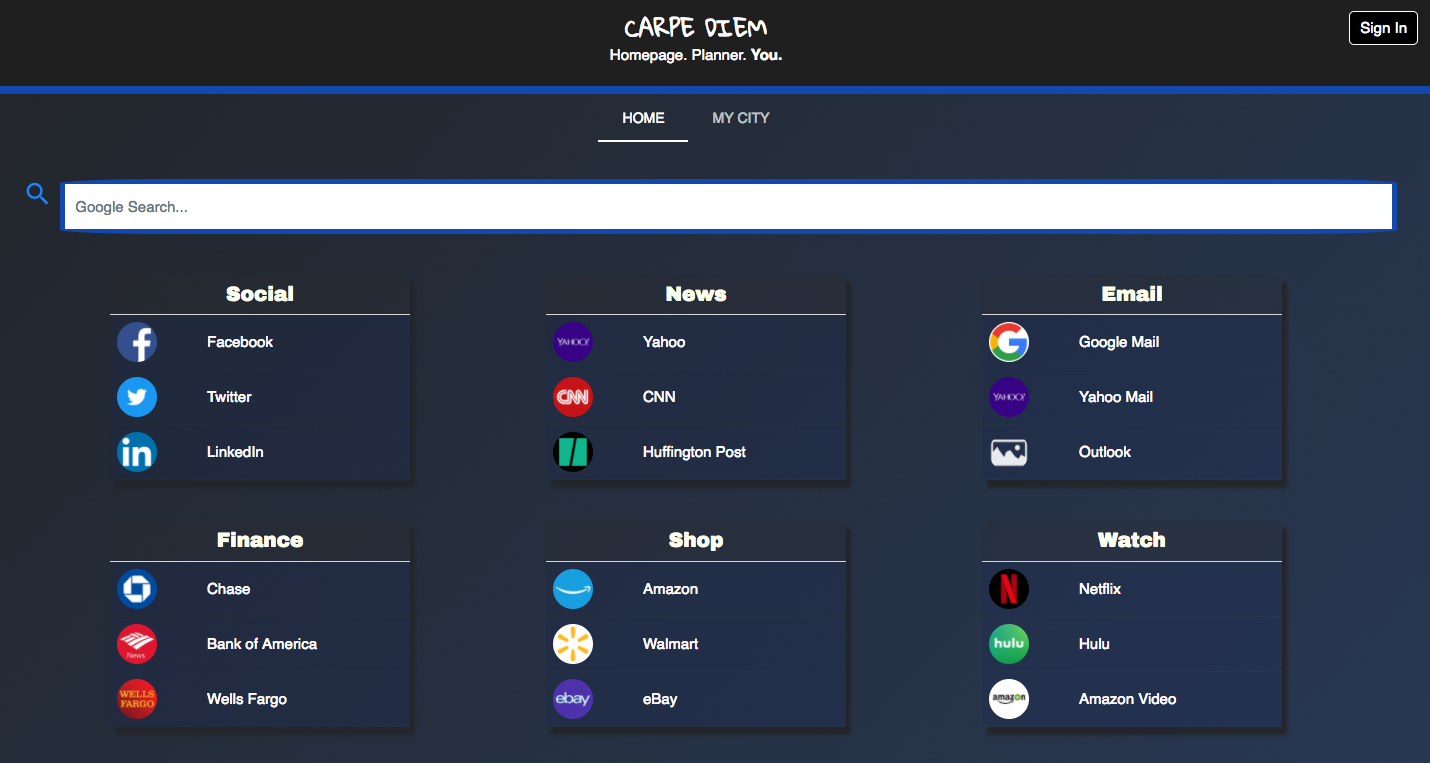 CARPE DIEM
Homepage. Planner. You.
Sign In
HOME
MY CITY
Google Search...
Social
Facebook
Twitter
in
LinkedIn
News
YAHOO!
Yahoo
CNN
CNN
Huffington Post
Email
G
Google Mail
YAHOO!
Yahoo Mail
Outlook
Finance
Chase
News
Bank of America
WELLS
FARGO
Wells Fargo
Shop
Amazon
Walmart
ebay
eBay
Watch
N
Netflix
hulu
Hulu
amazon
Amazon Video